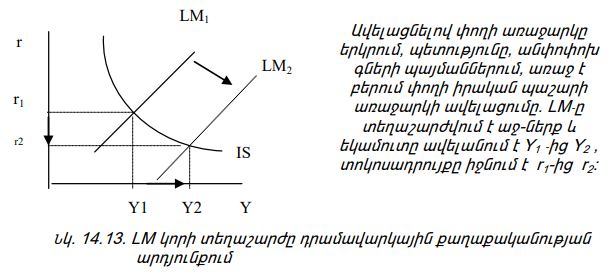 r
LM1
LM2
r1
r2
IS
Y1
Y2
Y
Ավելացնելով փողի առաջարկը
երկրում, պետությունը, անփոփոխ
գների պայմաններում, առաջ է
բերում փողի իրական պաշարի
առաջարկի ավելացումը. LM-ը
տեղաշարժվում է աջ-ներք և
եկամուտը ավելանում է Y1 -ից Y2 ,
տոկոսադրույքը իջնում է r1-ից r2:
Նկ. 14.13. LM կորի տեղաշարժը դրամավարկային քաղաքականության
արդյունքում